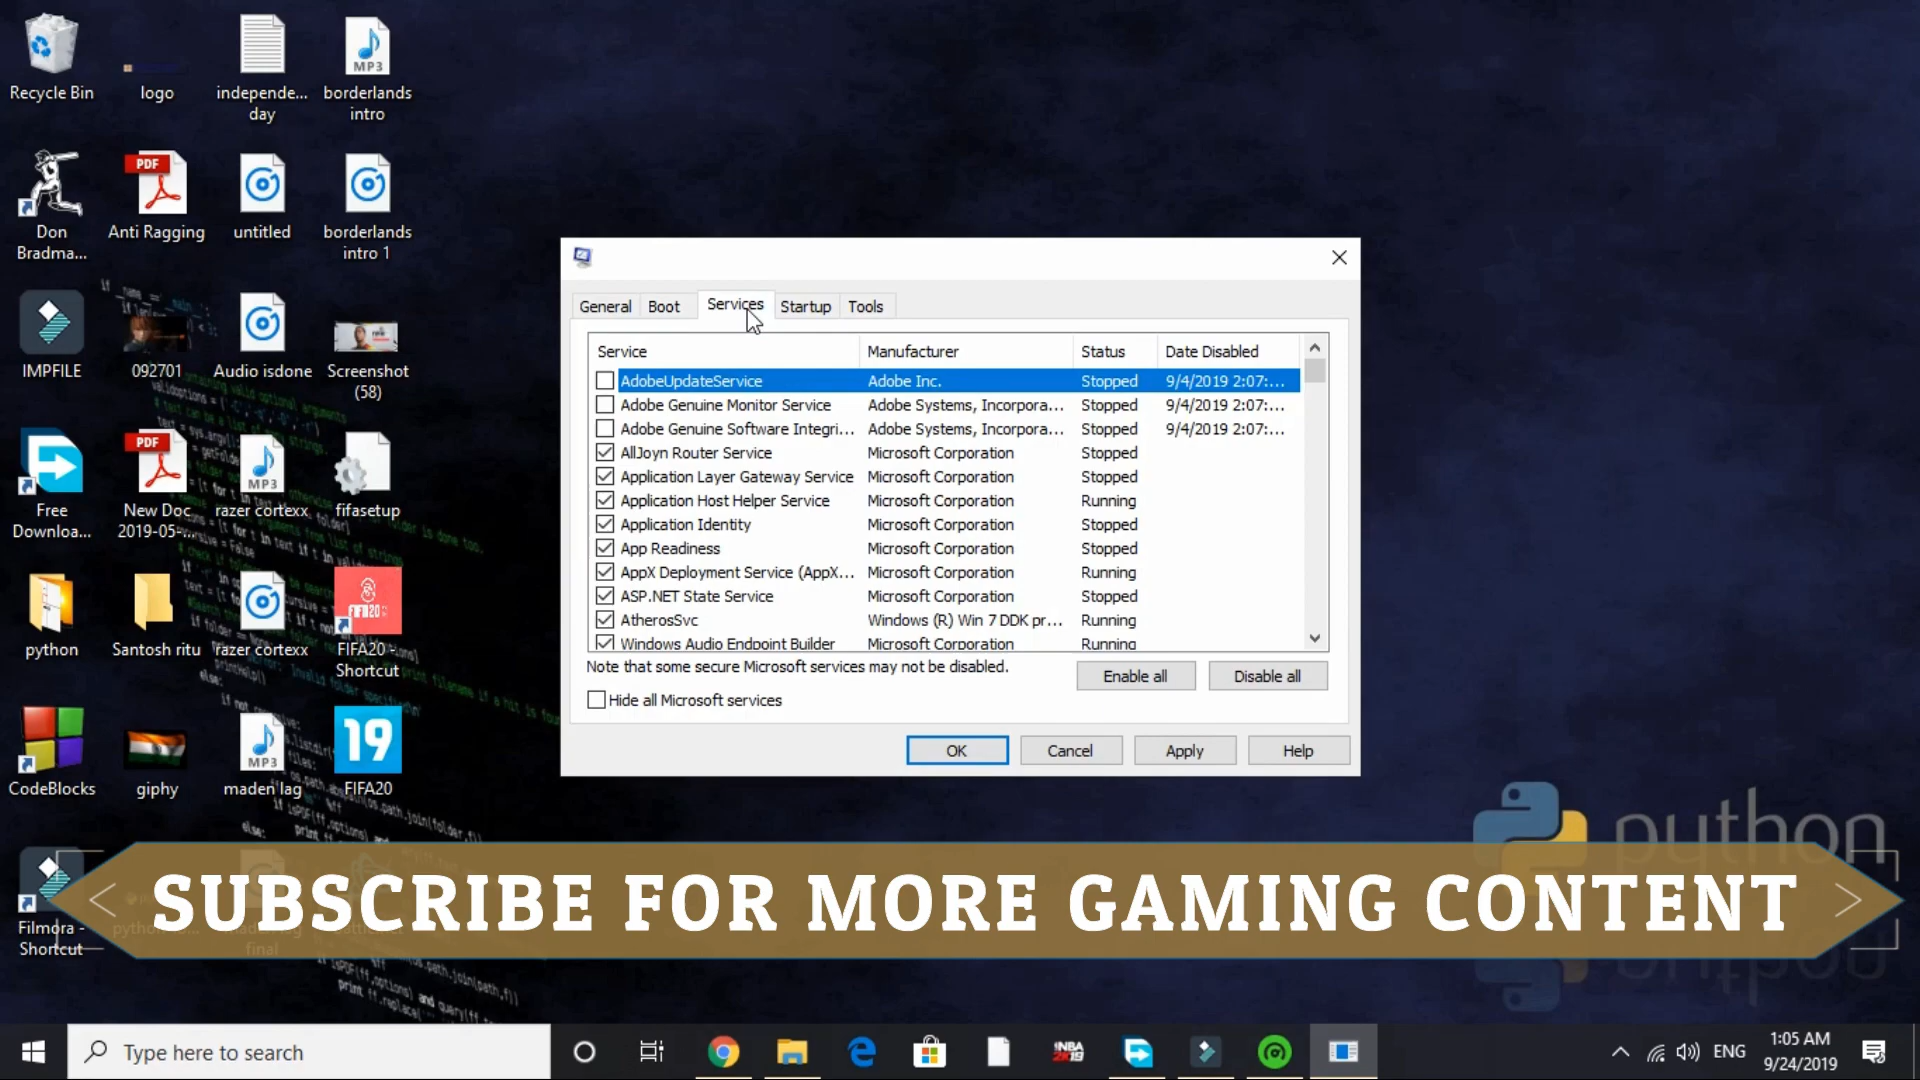 Recycle Bin
logo
independe... day
MP3
borderlands intro
Don Bradma...
PDF
Anti Ragging
untitled
borderlands intro 1
IMPFILE
092701
Audio isdone
Screenshot (58)
Free Downloa...
PDF
New Doc 2019-05-...
MP3
razer cortexx
fifasetup
python
Santosh ritu
razer cortexx
FIFA20
FIFA20 - Shortcut
CodeBlocks
giphy
MP3
maden lag
19
FIFA20
Filmora - Shortcut
General
Boot
Services
Startup
Tools
Service Manufacturer Status Date Disabled
AdobeUpdateService Adobe Inc. Stopped 9/4/2019 2:07:...
Adobe Genuine Monitor Service Adobe Systems, Incorpora... Stopped 9/4/2019 2:07:...
Adobe Genuine Software Integri... Adobe Systems, Incorpora... Stopped 9/4/2019 2:07:...
AllJoyn Router Service Microsoft Corporation Stopped
Application Layer Gateway Service Microsoft Corporation Stopped
Application Host Helper Service Microsoft Corporation Running
Application Identity Microsoft Corporation Stopped
App Readiness Microsoft Corporation Stopped
AppX Deployment Service (AppX... Microsoft Corporation Running
ASP.NET State Service Microsoft Corporation Stopped
AtherosSvc Windows (R) Win 7 DDK pr... Running
Windows Audio Endpoint Builder Microsoft Corporation Running
Note that some secure Microsoft services may not be disabled.
Enable all
Disable all
Hide all Microsoft services
OK
Cancel
Apply
Help
python
SUBSCRIBE FOR MORE GAMING CONTENT
Type here to search
NBA 2K19
ENG
1:05 AM
9/24/2019